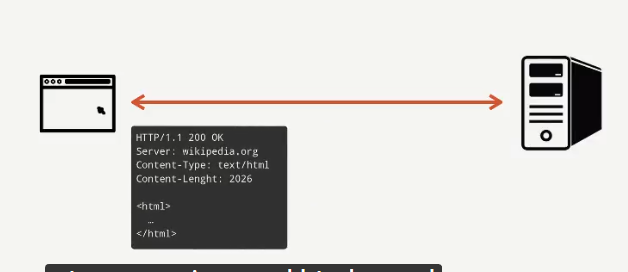 HTTP/1.1 200 OK
Server: wikipedia.org
Content-Type: text/html
Content-Lenght: 2026
<html>
…
</html>